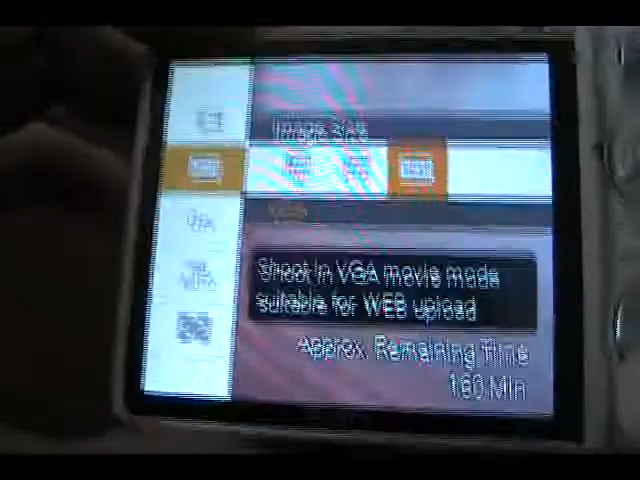 Image Size
VGA
Shoot in VGA movie mode
suitable for WEB upload
Approx. Remaining Time
160 Min